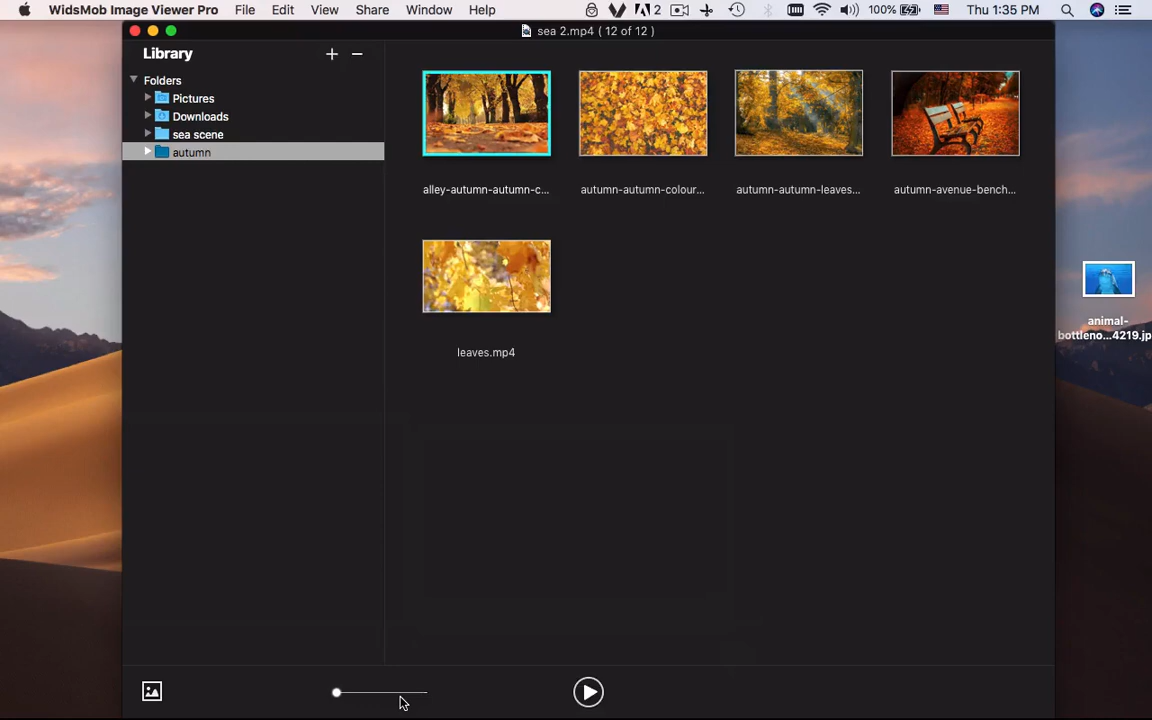 WidsMob Image Viewer Pro File Edit View Share Window Help 2 100% Thu 1:35 PM
sea 2.mp4 ( 12 of 12 )
Library + −
Folders
Pictures
Downloads
sea scene
autumn
alley-autumn-autumn-c... autumn-autumn-colour... autumn-autumn-leaves... autumn-avenue-bench...
leaves.mp4
animal-
bottleno...4219.jp